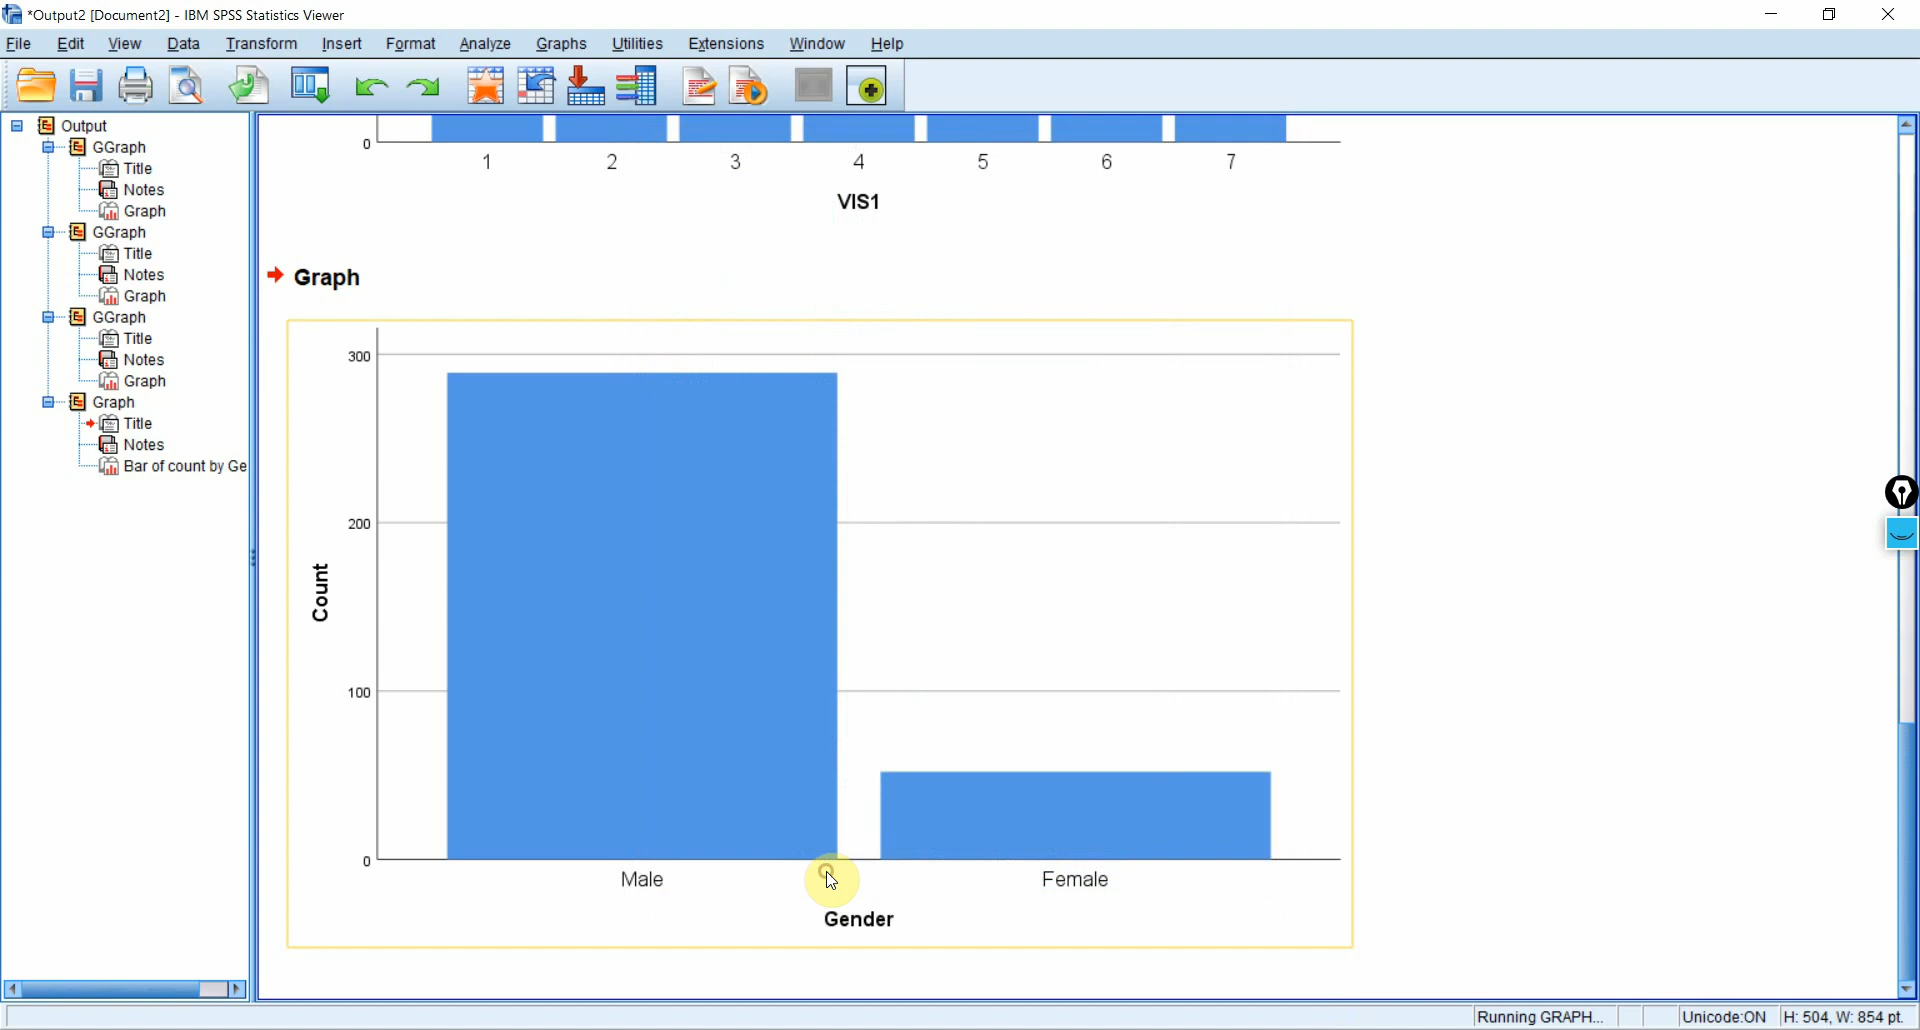 *Output2 [Document2] - IBM SPSS Statistics Viewer
File Edit View Data Transform Insert Format Analyze Graphs Utilities Extensions Window Help
Output
GGraph
Title
Notes
Graph
GGraph
Title
Notes
Graph
GGraph
Title
Notes
Graph
Graph
Title
Notes
Bar of count by Ge
0
1 2 3 4 5 6 7
VIS1
Graph
300
200
100
0
Count
Male Female
Gender
Running GRAPH... Unicode:ON H: 504, W: 854 pt.